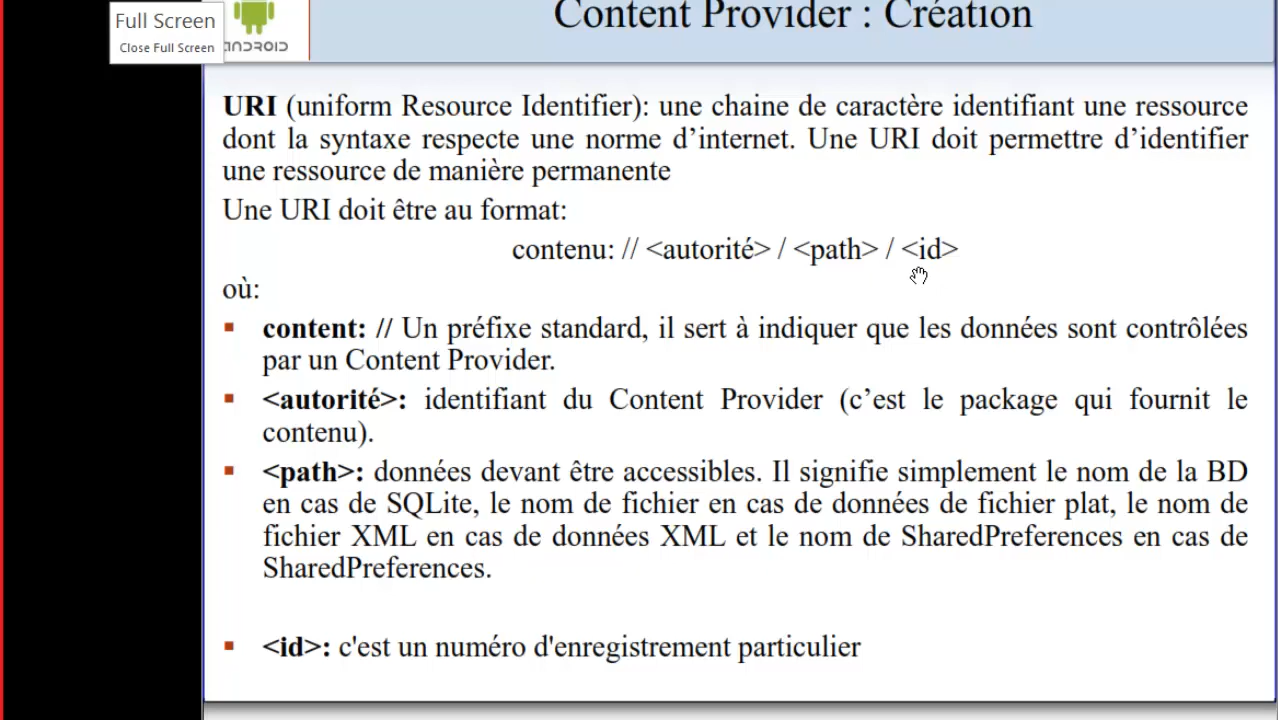 Full Screen
Close Full Screen
ANDROID
Content Provider : Création
URI (uniform Resource Identifier): une chaine de caractère identifiant une ressource
dont la syntaxe respecte une norme d’internet. Une URI doit permettre d’identifier
une ressource de manière permanente
Une URI doit être au format:
contenu: // <autorité> / <path> / <id>
où:
content: // Un préfixe standard, il sert à indiquer que les données sont contrôlées
par un Content Provider.
<autorité>: identifiant du Content Provider (c’est le package qui fournit le
contenu).
<path>: données devant être accessibles. Il signifie simplement le nom de la BD
en cas de SQLite, le nom de fichier en cas de données de fichier plat, le nom de
fichier XML en cas de données XML et le nom de SharedPreferences en cas de
SharedPreferences.
<id>: c'est un numéro d'enregistrement particulier